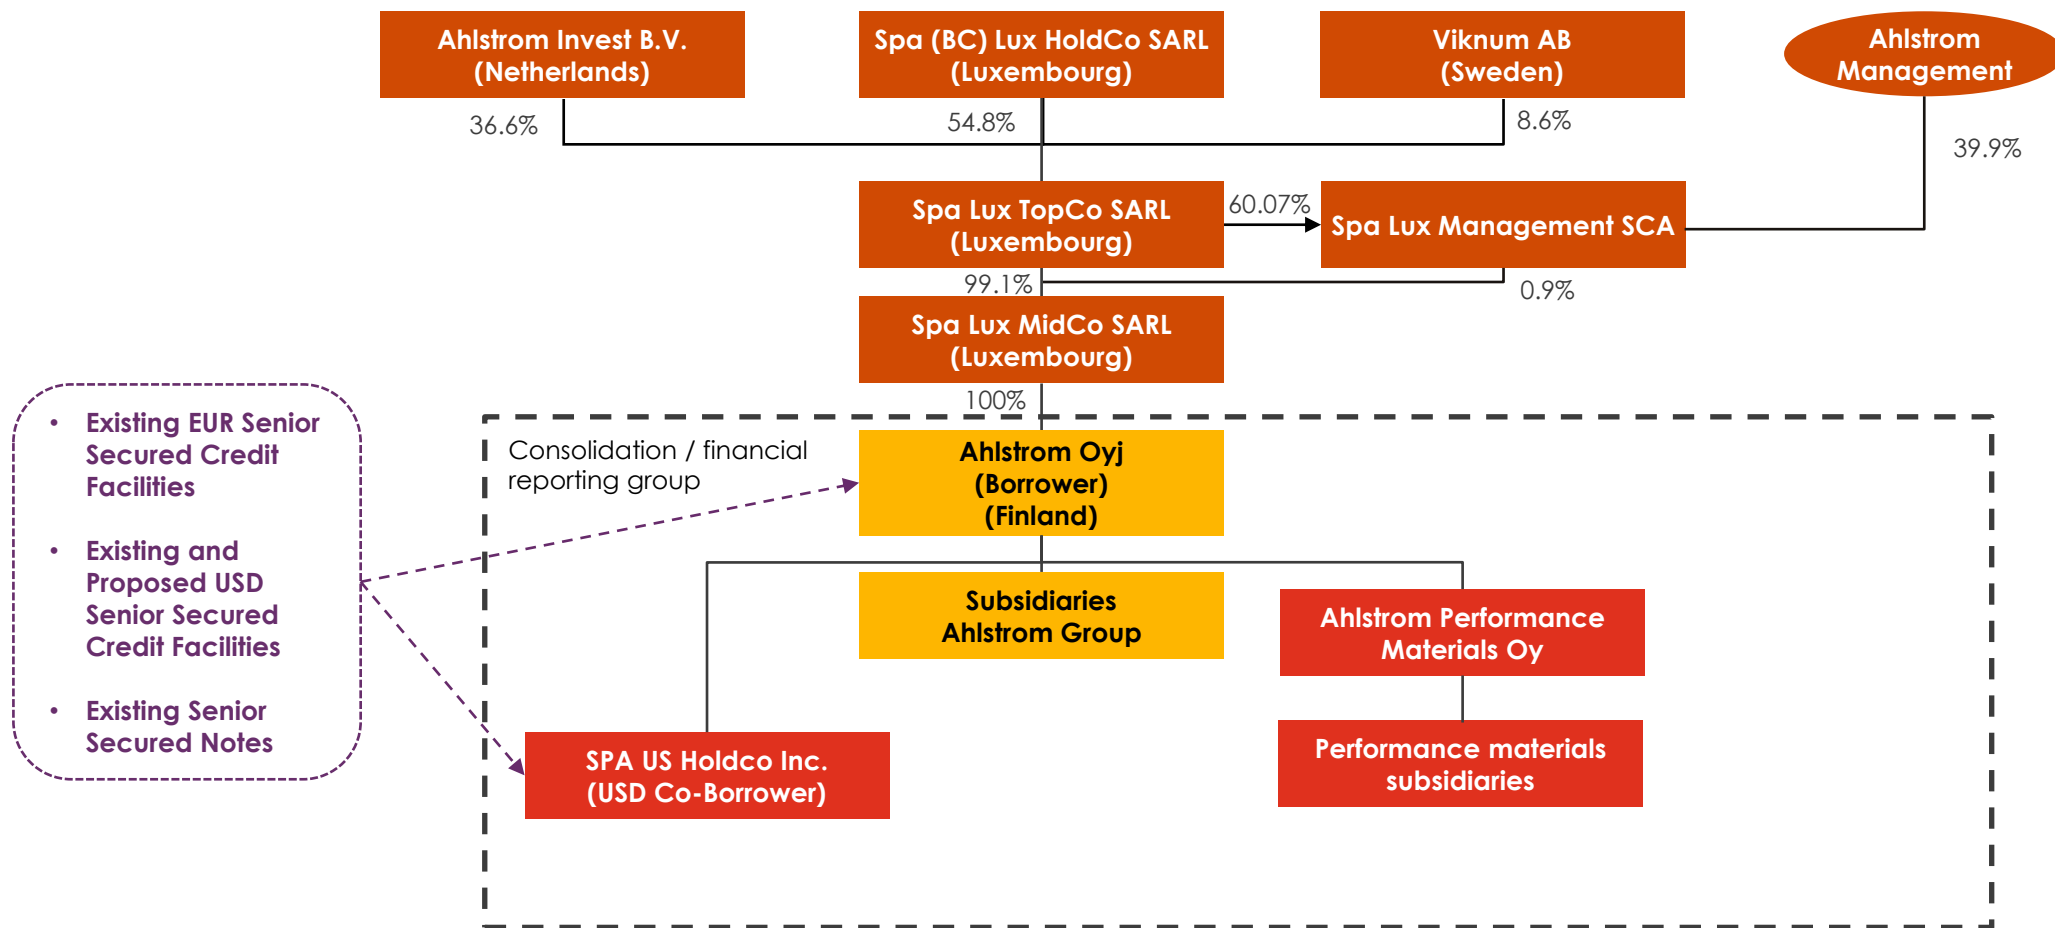 Ahlstrom Invest B.V.
(Netherlands)
Spa (BC) Lux HoldCo SARL
(Luxembourg)
Viknum AB
(Sweden)
Ahlstrom
Management
36.6%
54.8%
8.6%
39.9%
Spa Lux TopCo SARL
(Luxembourg)
60.07%
Spa Lux Management SCA
99.1%
0.9%
Spa Lux MidCo SARL
(Luxembourg)
100%
• Existing EUR Senior
Secured Credit
Facilities
• Existing and
Proposed USD
Senior Secured
Credit Facilities
• Existing Senior
Secured Notes
Consolidation / financial
reporting group
Ahlstrom Oyj
(Borrower)
(Finland)
Subsidiaries
Ahlstrom Group
Ahlstrom Performance
Materials Oy
SPA US Holdco Inc.
(USD Co-Borrower)
Performance materials
subsidiaries